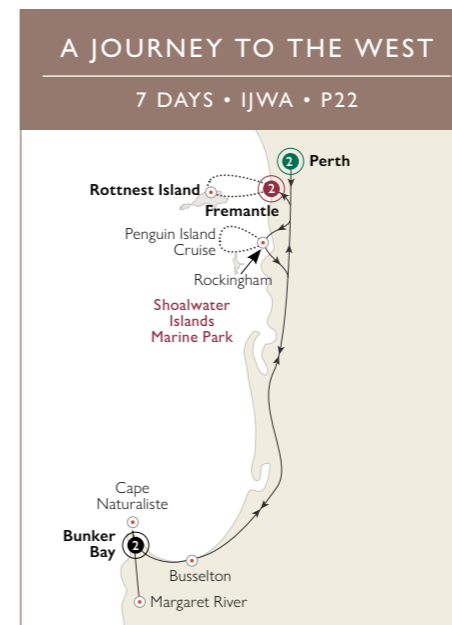 A JOURNEY TO THE WEST
7 DAYS • IJWA • P22
2 Perth
Rottnest Island
2
Fremantle
Penguin Island
Cruise
Rockingham
Shoalwater
Islands
Marine Park
Cape
Naturaliste
Bunker
Bay
2
Busselton
Margaret River